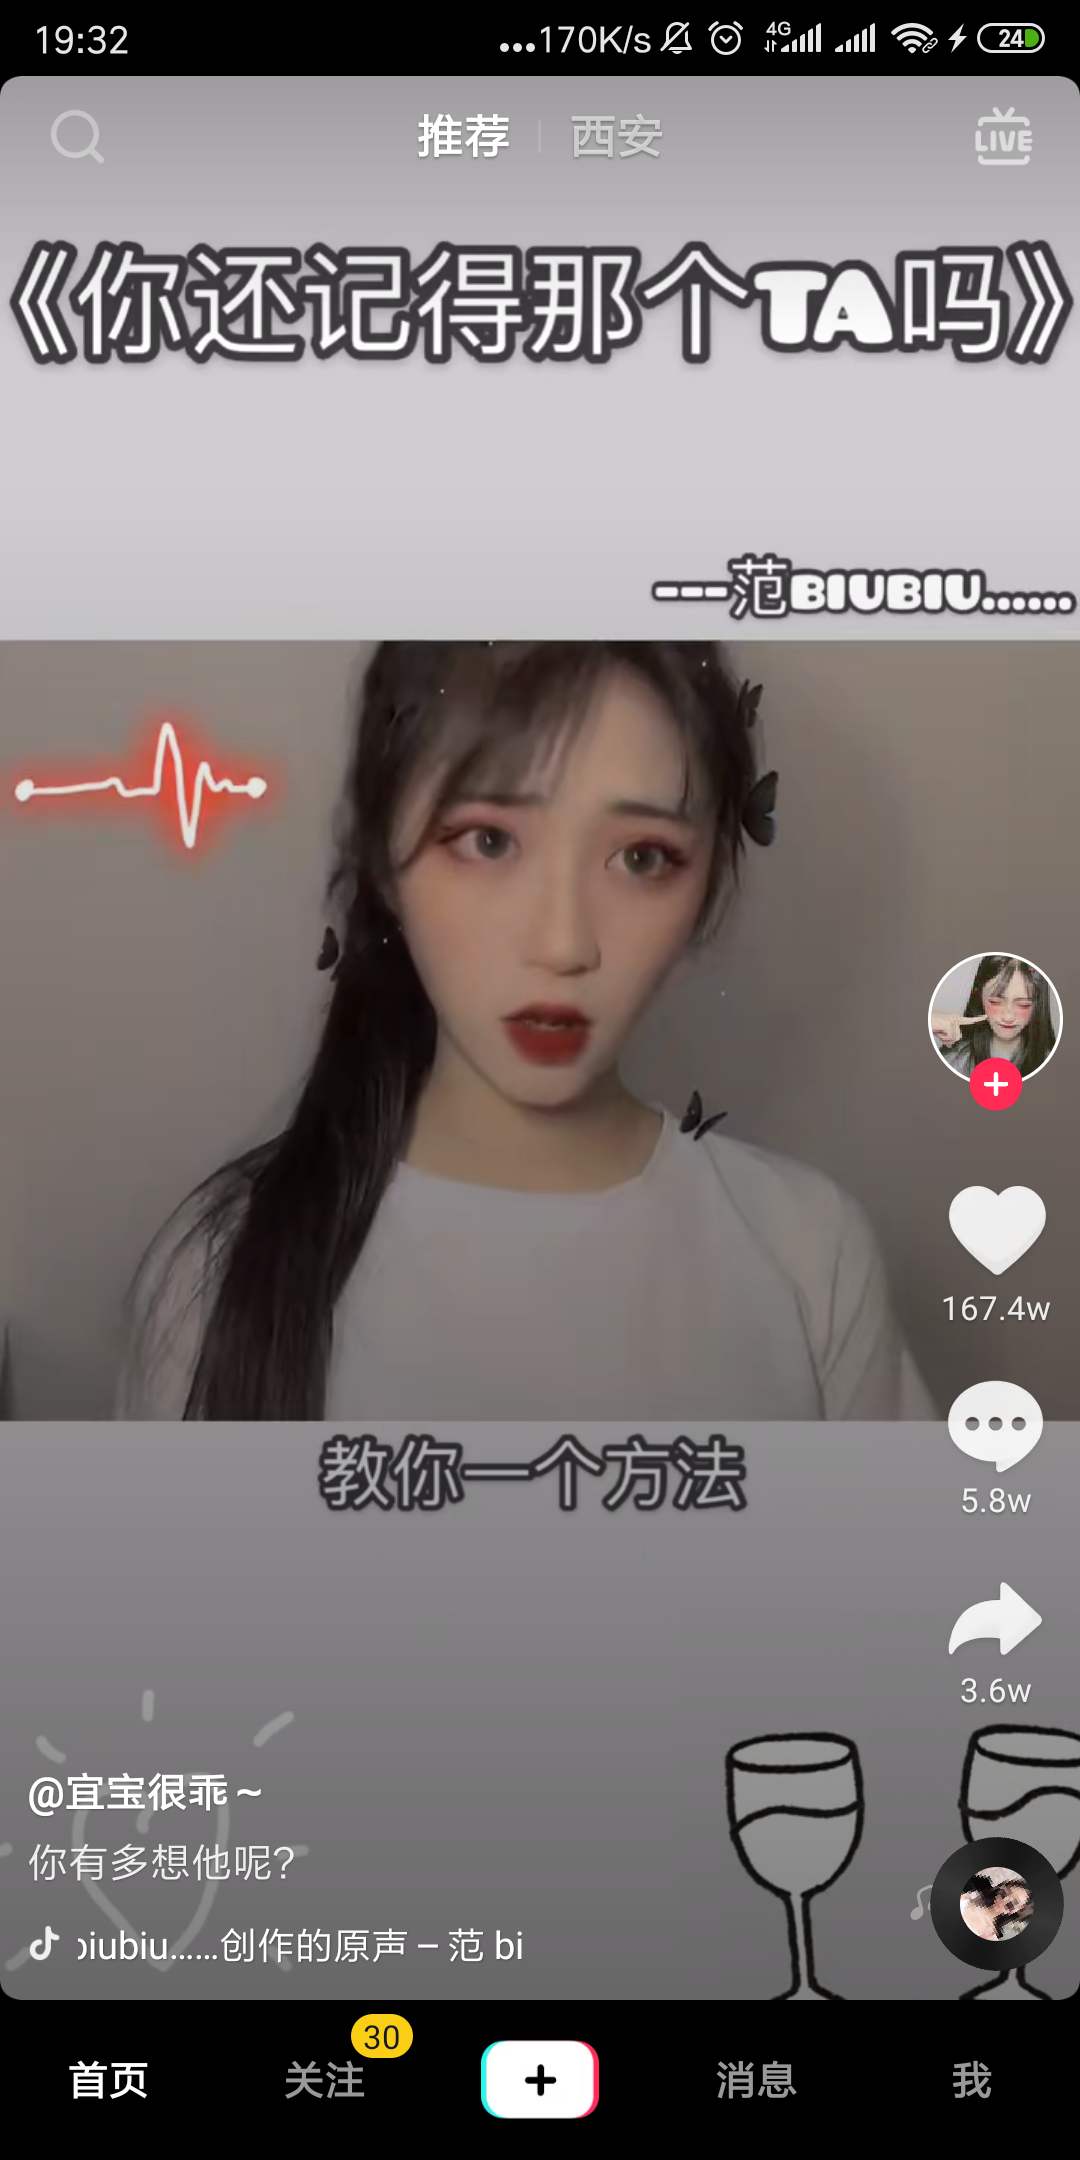 19:32
...170K/s 4G 24
推荐 西安 LIVE
《你还记得那个TA吗》
---范BIUBIU......
167.4w
教你一个方法
5.8w
3.6w
@宜宝很乖~
你有多想他呢?
biubiu......创作的原声 – 范 bi
30
首页 关注 消息 我